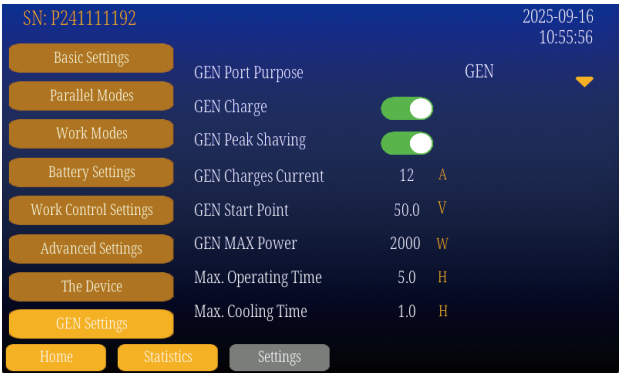 SN: P241111192
2025-09-16
10:55:56
Basic Settings
Parallel Modes
Work Modes
Battery Settings
Work Control Settings
Advanced Settings
The Device
GEN Settings
GEN Port Purpose GEN
GEN Charge
GEN Peak Shaving
GEN Charges Current 12 A
GEN Start Point 50.0 V
GEN MAX Power 2000 W
Max. Operating Time 5.0 H
Max. Cooling Time 1.0 H
Home Statistics Settings